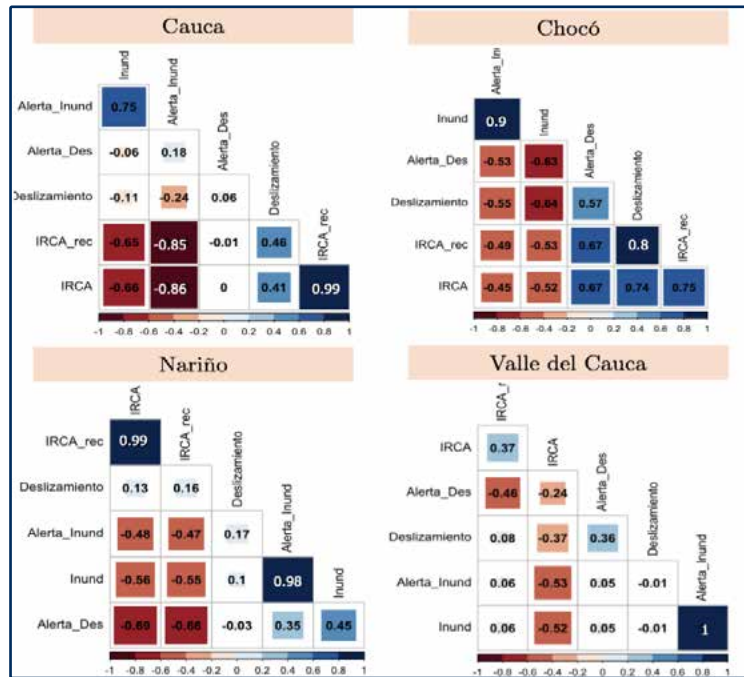 Cauca
Inund
Alerta_Inund
Alerta_Des
Deslizamiento
IRCA_rec
Alerta_Inund 0.75
Alerta_Des -0.06 0.18
Deslizamiento -0.11 -0.24 0.06
IRCA_rec -0.65 -0.85 -0.01 0.46
IRCA -0.66 -0.86 0 0.41 0.99
-1 -0.8 -0.6 -0.4 -0.2 0 0.2 0.4 0.6 0.8 1
Chocó
Alerta_In
Inund
Alerta_Des
Deslizamiento
IRCA_rec
Inund 0.9
Alerta_Des -0.53 -0.63
Deslizamiento -0.55 -0.64 0.57
IRCA_rec -0.49 -0.53 0.67 0.8
IRCA -0.45 -0.52 0.67 0.74 0.75
-1 -0.8 -0.6 -0.4 -0.2 0 0.2 0.4 0.6 0.8 1
Nariño
IRCA
IRCA_rec
Deslizamiento
Alerta_Inund
Inund
IRCA_rec 0.99
Deslizamiento 0.13 0.16
Alerta_Inund -0.48 -0.47 0.17
Inund -0.56 -0.55 0.1 0.98
Alerta_Des -0.69 -0.66 -0.03 0.35 0.45
-1 -0.8 -0.6 -0.4 -0.2 0 0.2 0.4 0.6 0.8 1
Valle del Cauca
IRCA_r
IRCA
Alerta_Des
Deslizamiento
Alerta_Inund
IRCA 0.37
Alerta_Des -0.46 -0.24
Deslizamiento 0.08 -0.37 0.36
Alerta_Inund 0.06 -0.53 0.05 -0.01
Inund 0.06 -0.52 0.05 -0.01 1
-1 -0.8 -0.6 -0.4 -0.2 0 0.2 0.4 0.6 0.8 1